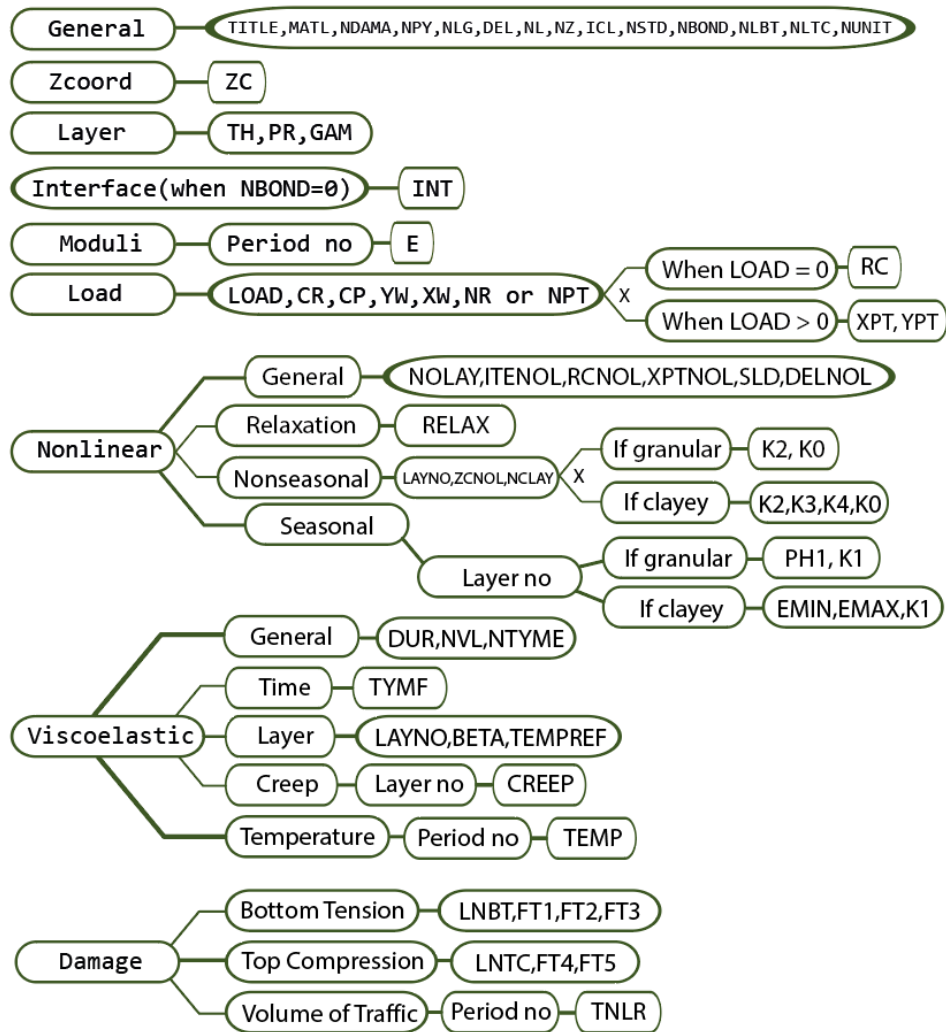 General TITLE,MATL,NDAMA,NPY,NLG,DEL,NL,NZ,ICL,NSTD,NBOND,NLBT,NLTC,NUNIT
Zcoord ZC
Layer TH,PR,GAM
Interface(when NBOND=0) INT
Moduli Period no E
Load LOAD,CR,CP,YW,XW,NR or NPT X
When LOAD = 0 RC
When LOAD > 0 XPT,YPT
Nonlinear
General NOLAY,ITENOL,RCNOL,XPTNOL,SLD,DELNOL
Relaxation RELAX
Nonseasonal LAYNO,ZCNOL,NCLAY X
If granular K2, K0
If clayey K2,K3,K4,K0
Seasonal
Layer no
If granular PH1, K1
If clayey EMIN,EMAX,K1
Viscoelastic
General DUR,NVL,NTYME
Time TYMF
Layer LAYNO,BETA,TEMPREF
Creep Layer no CREEP
Temperature Period no TEMP
Damage
Bottom Tension LNBT,FT1,FT2,FT3
Top Compression LNTC,FT4,FT5
Volume of Traffic Period no TNLR